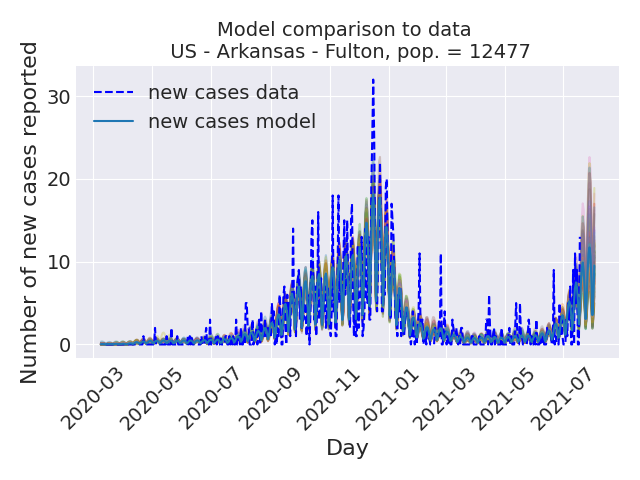 Model comparison to data
US - Arkansas - Fulton, pop. = 12477
Number of new cases reported
30
20
10
0
new cases data
new cases model
2020-03
2020-05
2020-07
2020-09
2020-11
2021-01
2021-03
2021-05
2021-07
Day